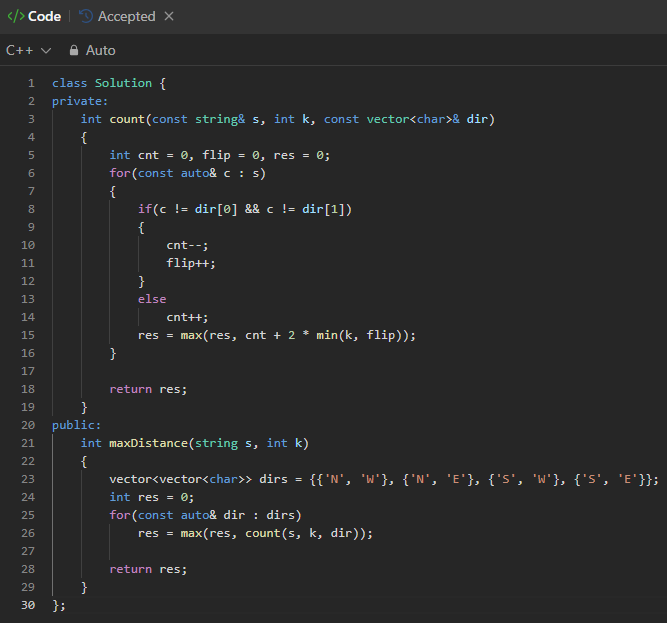 </> Code | Accepted ×
C++ Auto
1 class Solution {
2 private:
3     int count(const string& s, int k, const vector<char>& dir)
4     {
5         int cnt = 0, flip = 0, res = 0;
6         for(const auto& c : s)
7         {
8             if(c != dir[0] && c != dir[1])
9             {
10                 cnt--;
11                 flip++;
12             }
13             else
14                 cnt++;
15             res = max(res, cnt + 2 * min(k, flip));
16         }
17
18         return res;
19     }
20 public:
21     int maxDistance(string s, int k)
22     {
23         vector<vector<char>> dirs = {{'N', 'W'}, {'N', 'E'}, {'S', 'W'}, {'S', 'E'}};
24         int res = 0;
25         for(const auto& dir : dirs)
26             res = max(res, count(s, k, dir));
27
28         return res;
29     }
30 };